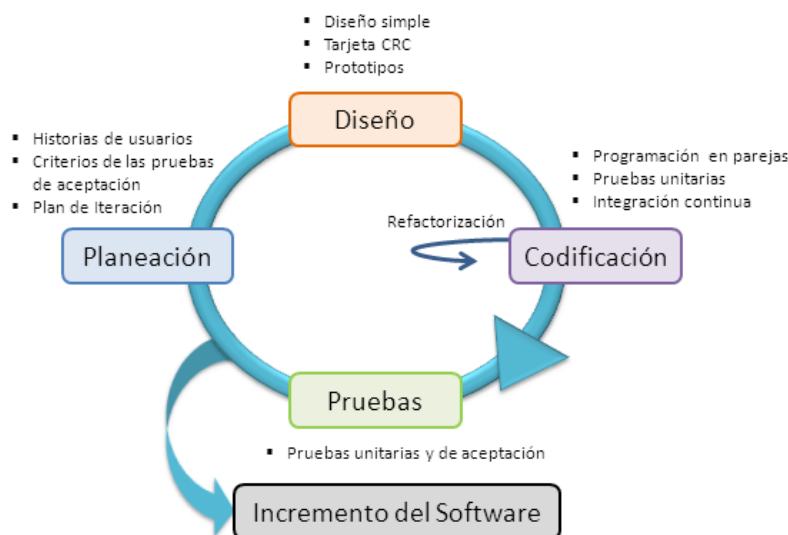 ▪ Diseño simple
▪ Tarjeta CRC
▪ Prototipos
Diseño
▪ Historias de usuarios
▪ Criterios de las pruebas
de aceptación
▪ Plan de Iteración
Planeación
▪ Programación en parejas
▪ Pruebas unitarias
▪ Integración continua
Refactorización
Codificación
Pruebas
▪ Pruebas unitarias y de aceptación
Incremento del Software